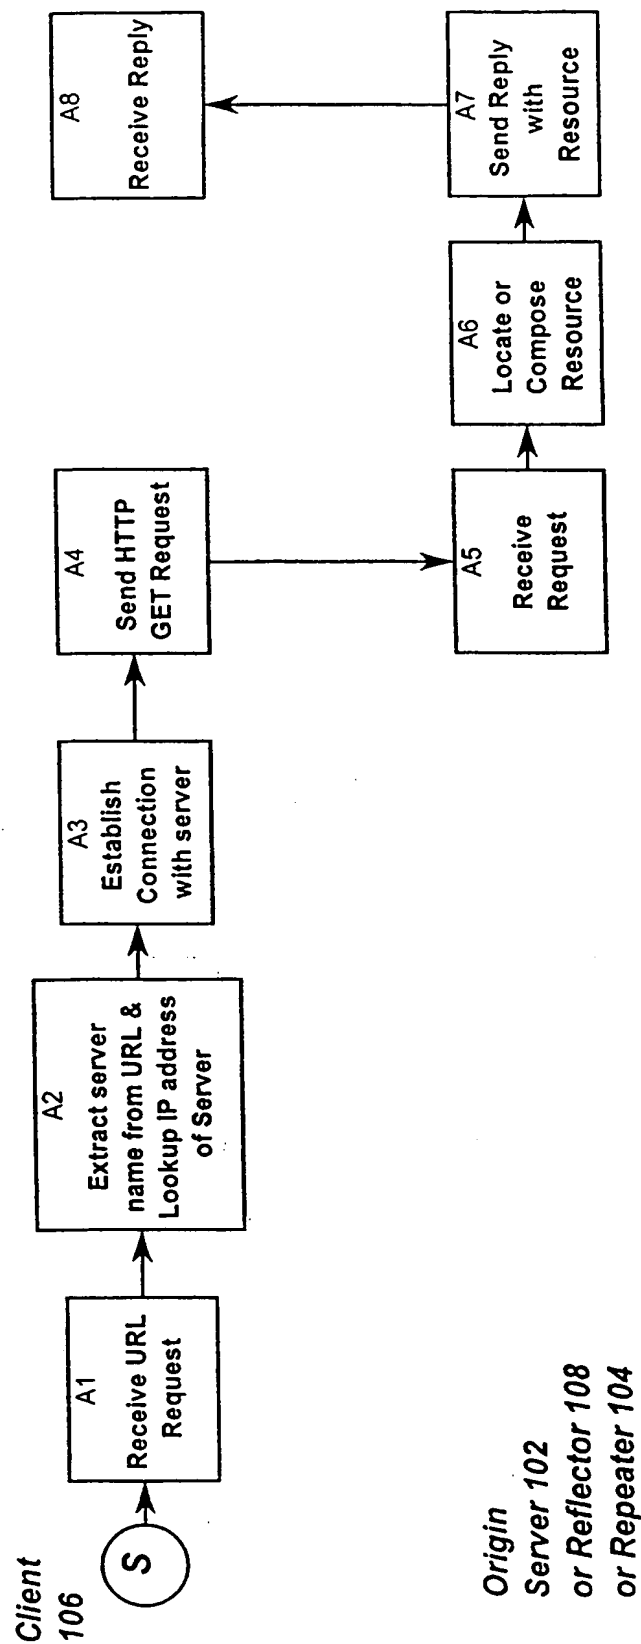 Client
106
S
A1
Receive URL
Request
A2
Extract server
name from URL &
Lookup IP address
of Server
A3
Establish
Connection
with server
A4
Send HTTP
GET Request
A8
Receive Reply
Origin
Server 102
or Reflector 108
or Repeater 104
A5
Receive
Request
A6
Locate or
Compose
Resource
A7
Send Reply
with
Resource